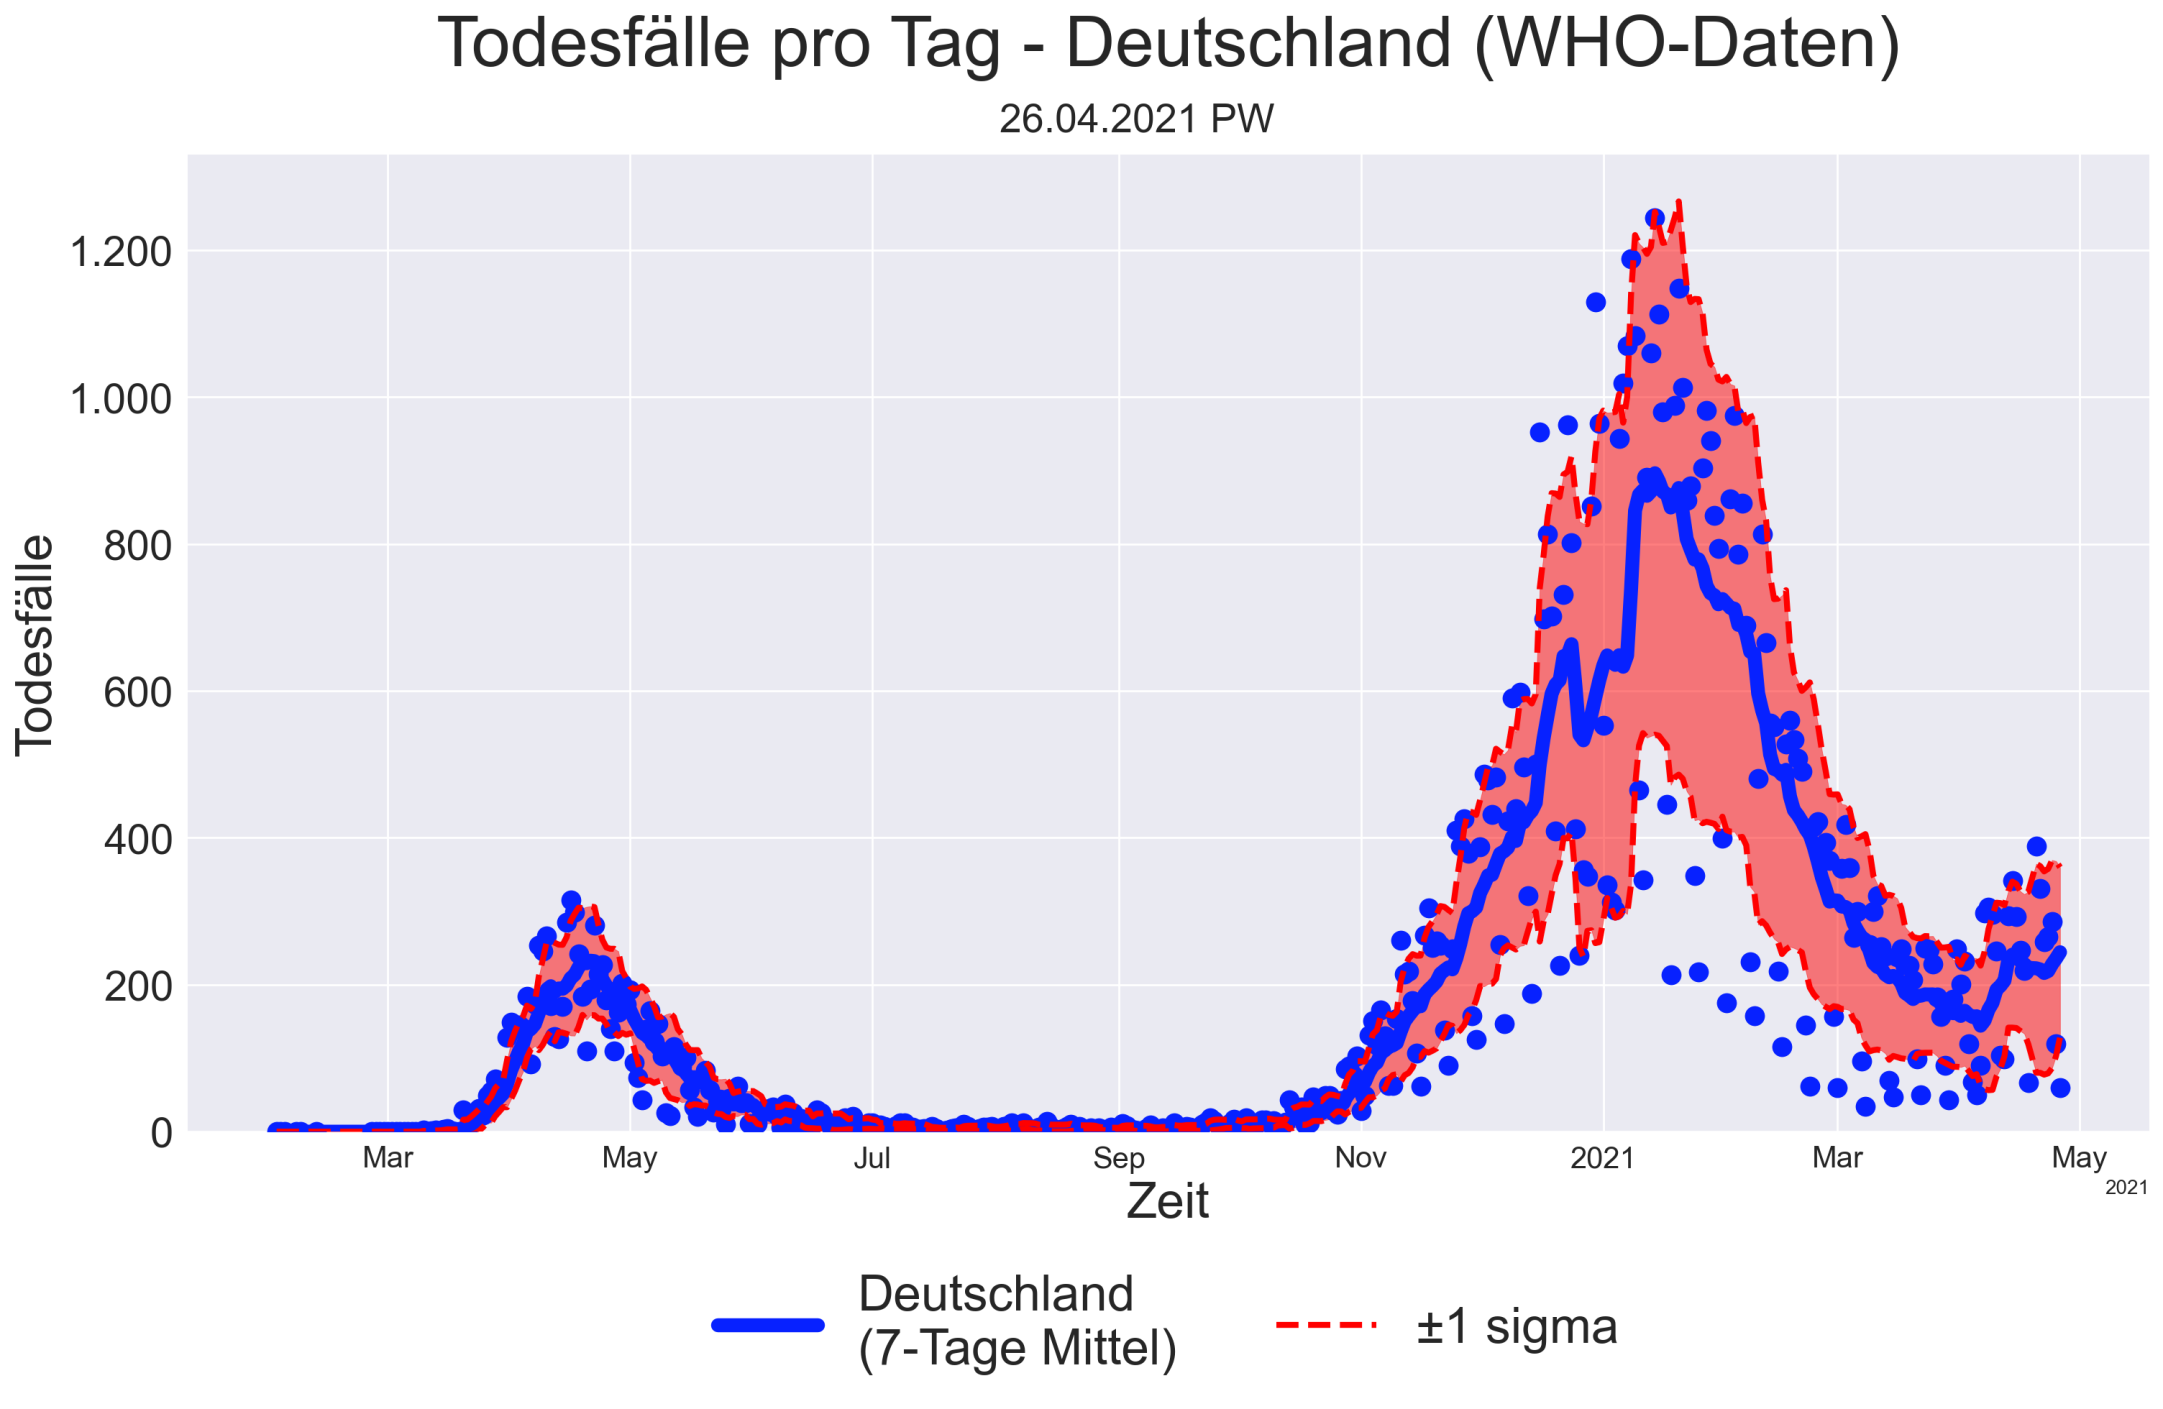 Todesfälle pro Tag - Deutschland (WHO-Daten)
26.04.2021 PW
Todesfälle
1.200
1.000
800
600
400
200
0
Mar May Jul Sep Nov 2021 Mar May
2021
Zeit
Deutschland
(7-Tage Mittel)
±1 sigma